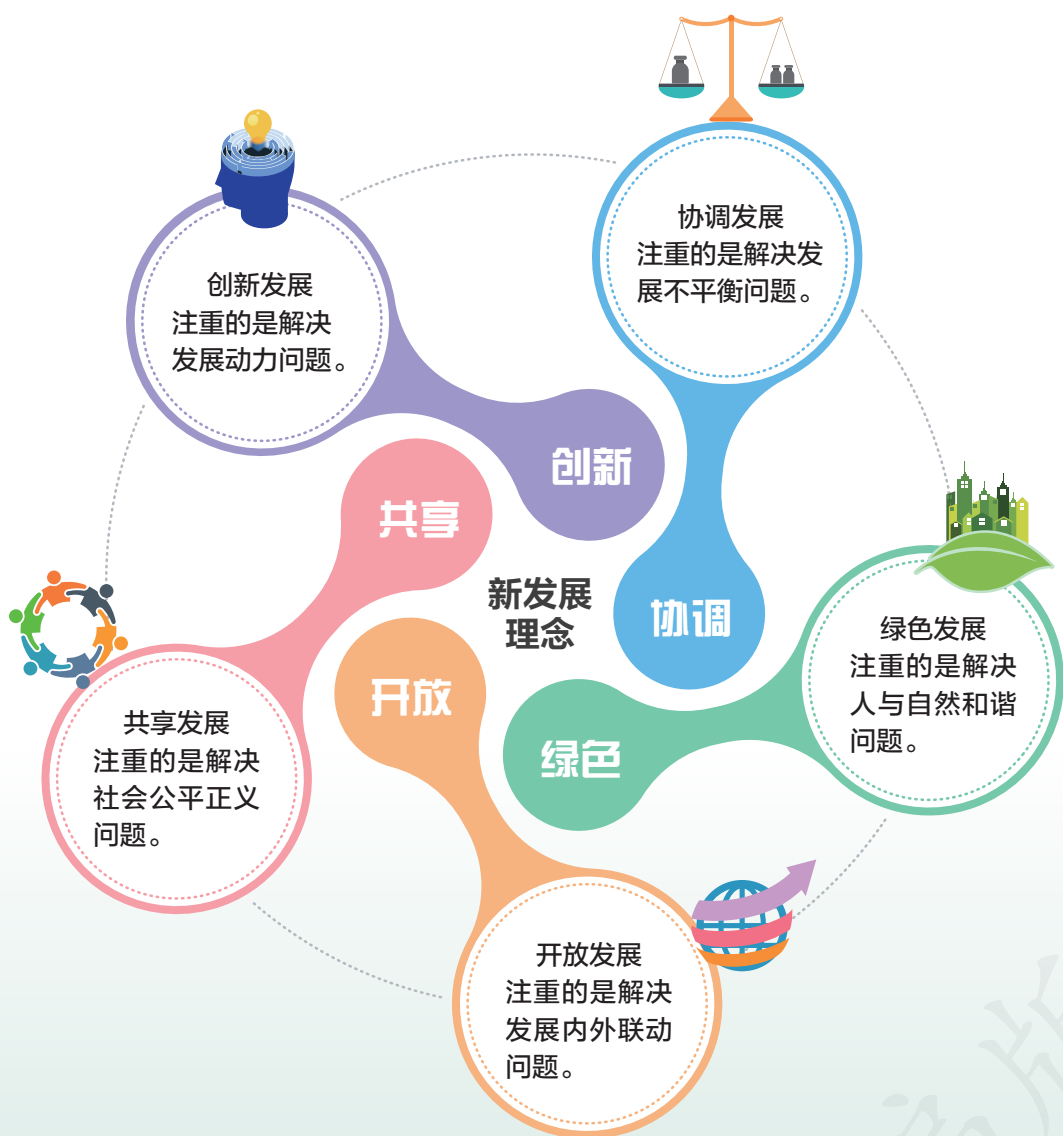 协调发展
注重的是解决发
展不平衡问题。
创新发展
注重的是解决
发展动力问题。
创新
共享
新发展
理念
协调
绿色发展
注重的是解决
人与自然和谐
问题。
开放
绿色
共享发展
注重的是解决
社会公平正义
问题。
开放发展
注重的是解决
发展内外联动
问题。
版